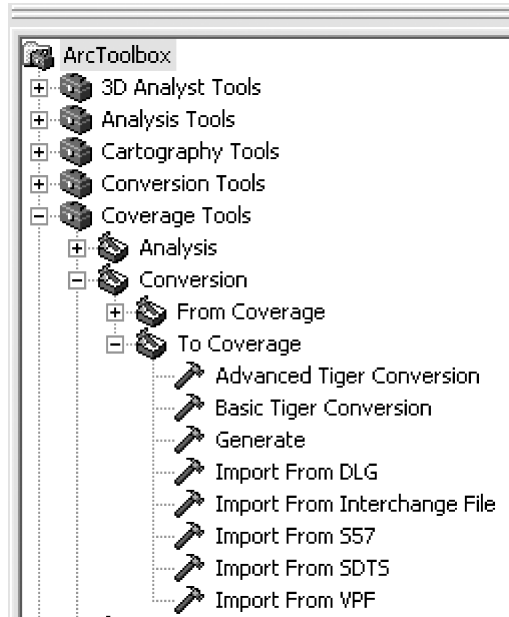 ArcToolbox
3D Analyst Tools
Analysis Tools
Cartography Tools
Conversion Tools
Coverage Tools
Analysis
Conversion
From Coverage
To Coverage
Advanced Tiger Conversion
Basic Tiger Conversion
Generate
Import From DLG
Import From Interchange File
Import From S57
Import From SDTS
Import From VPF